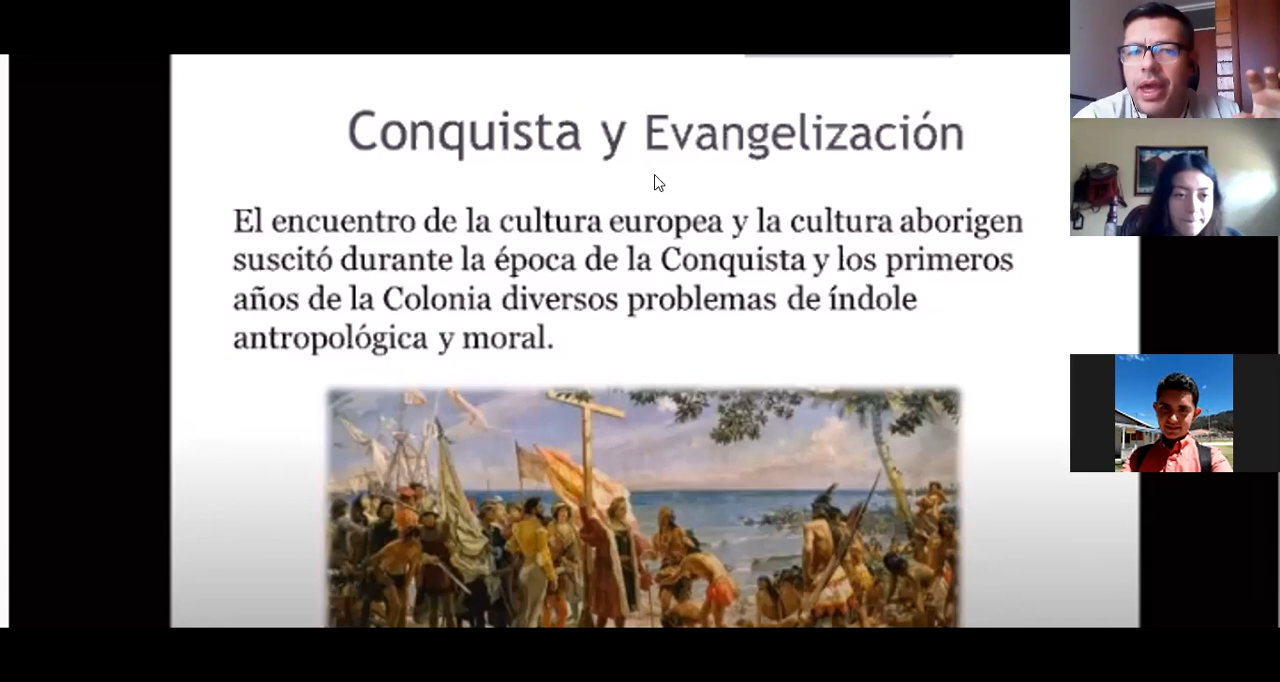 Conquista y Evangelización
El encuentro de la cultura europea y la cultura aborigen
suscitó durante la época de la Conquista y los primeros
años de la Colonia diversos problemas de índole
antropológica y moral.